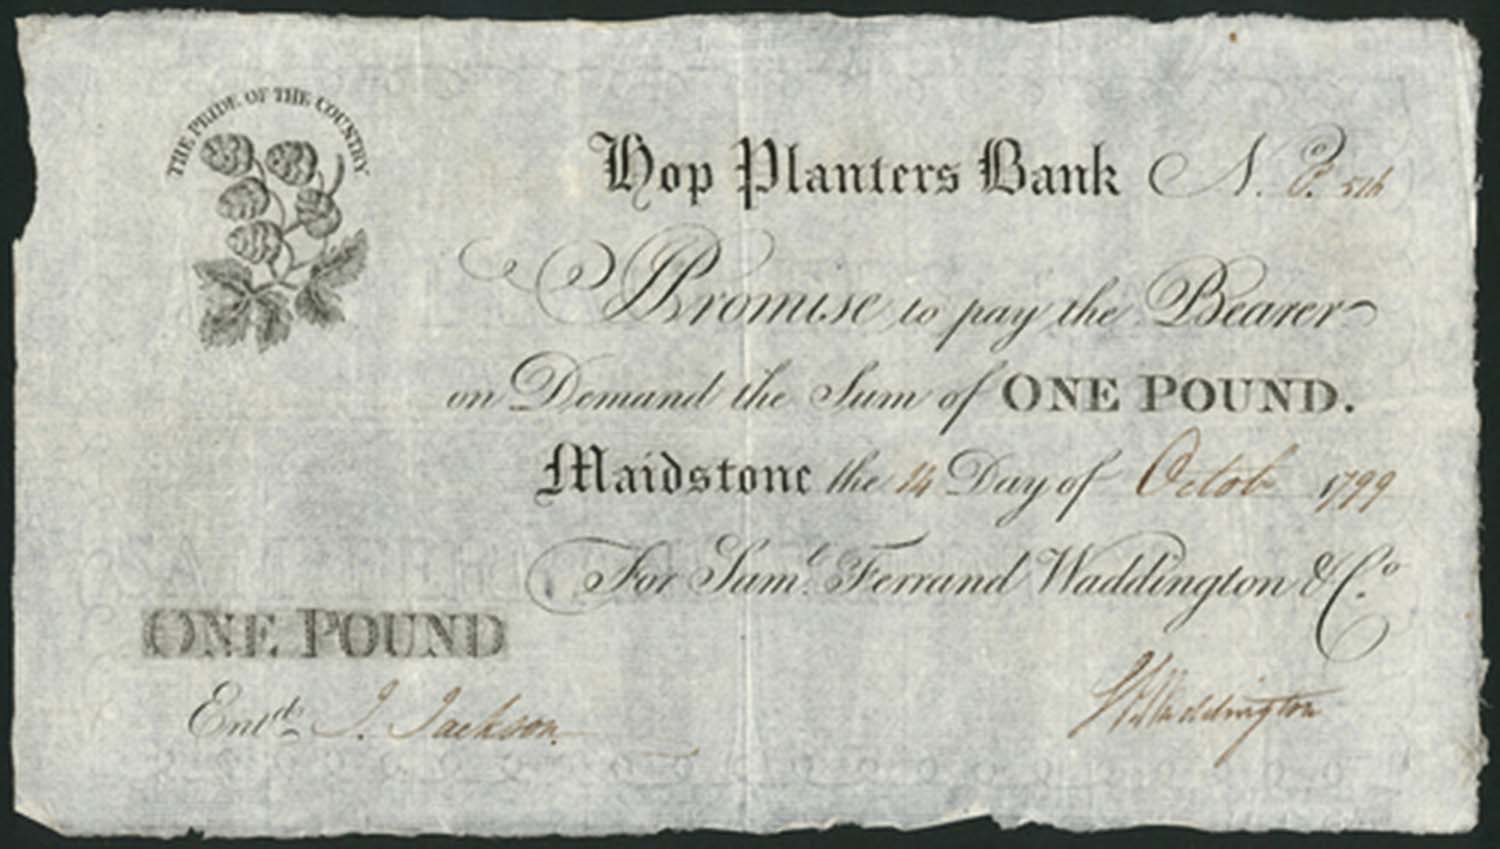 THE PRIDE OF THE COUNTRY
Hop Planters Bank N.
Promise to pay the Bearer
on Demand the Sum of ONE POUND.
Maidstone the 14 Day of Octob 1799
For Saml. Ferrand Waddington & Co.
ONE POUND
Entd. J. Jackson
Waddington